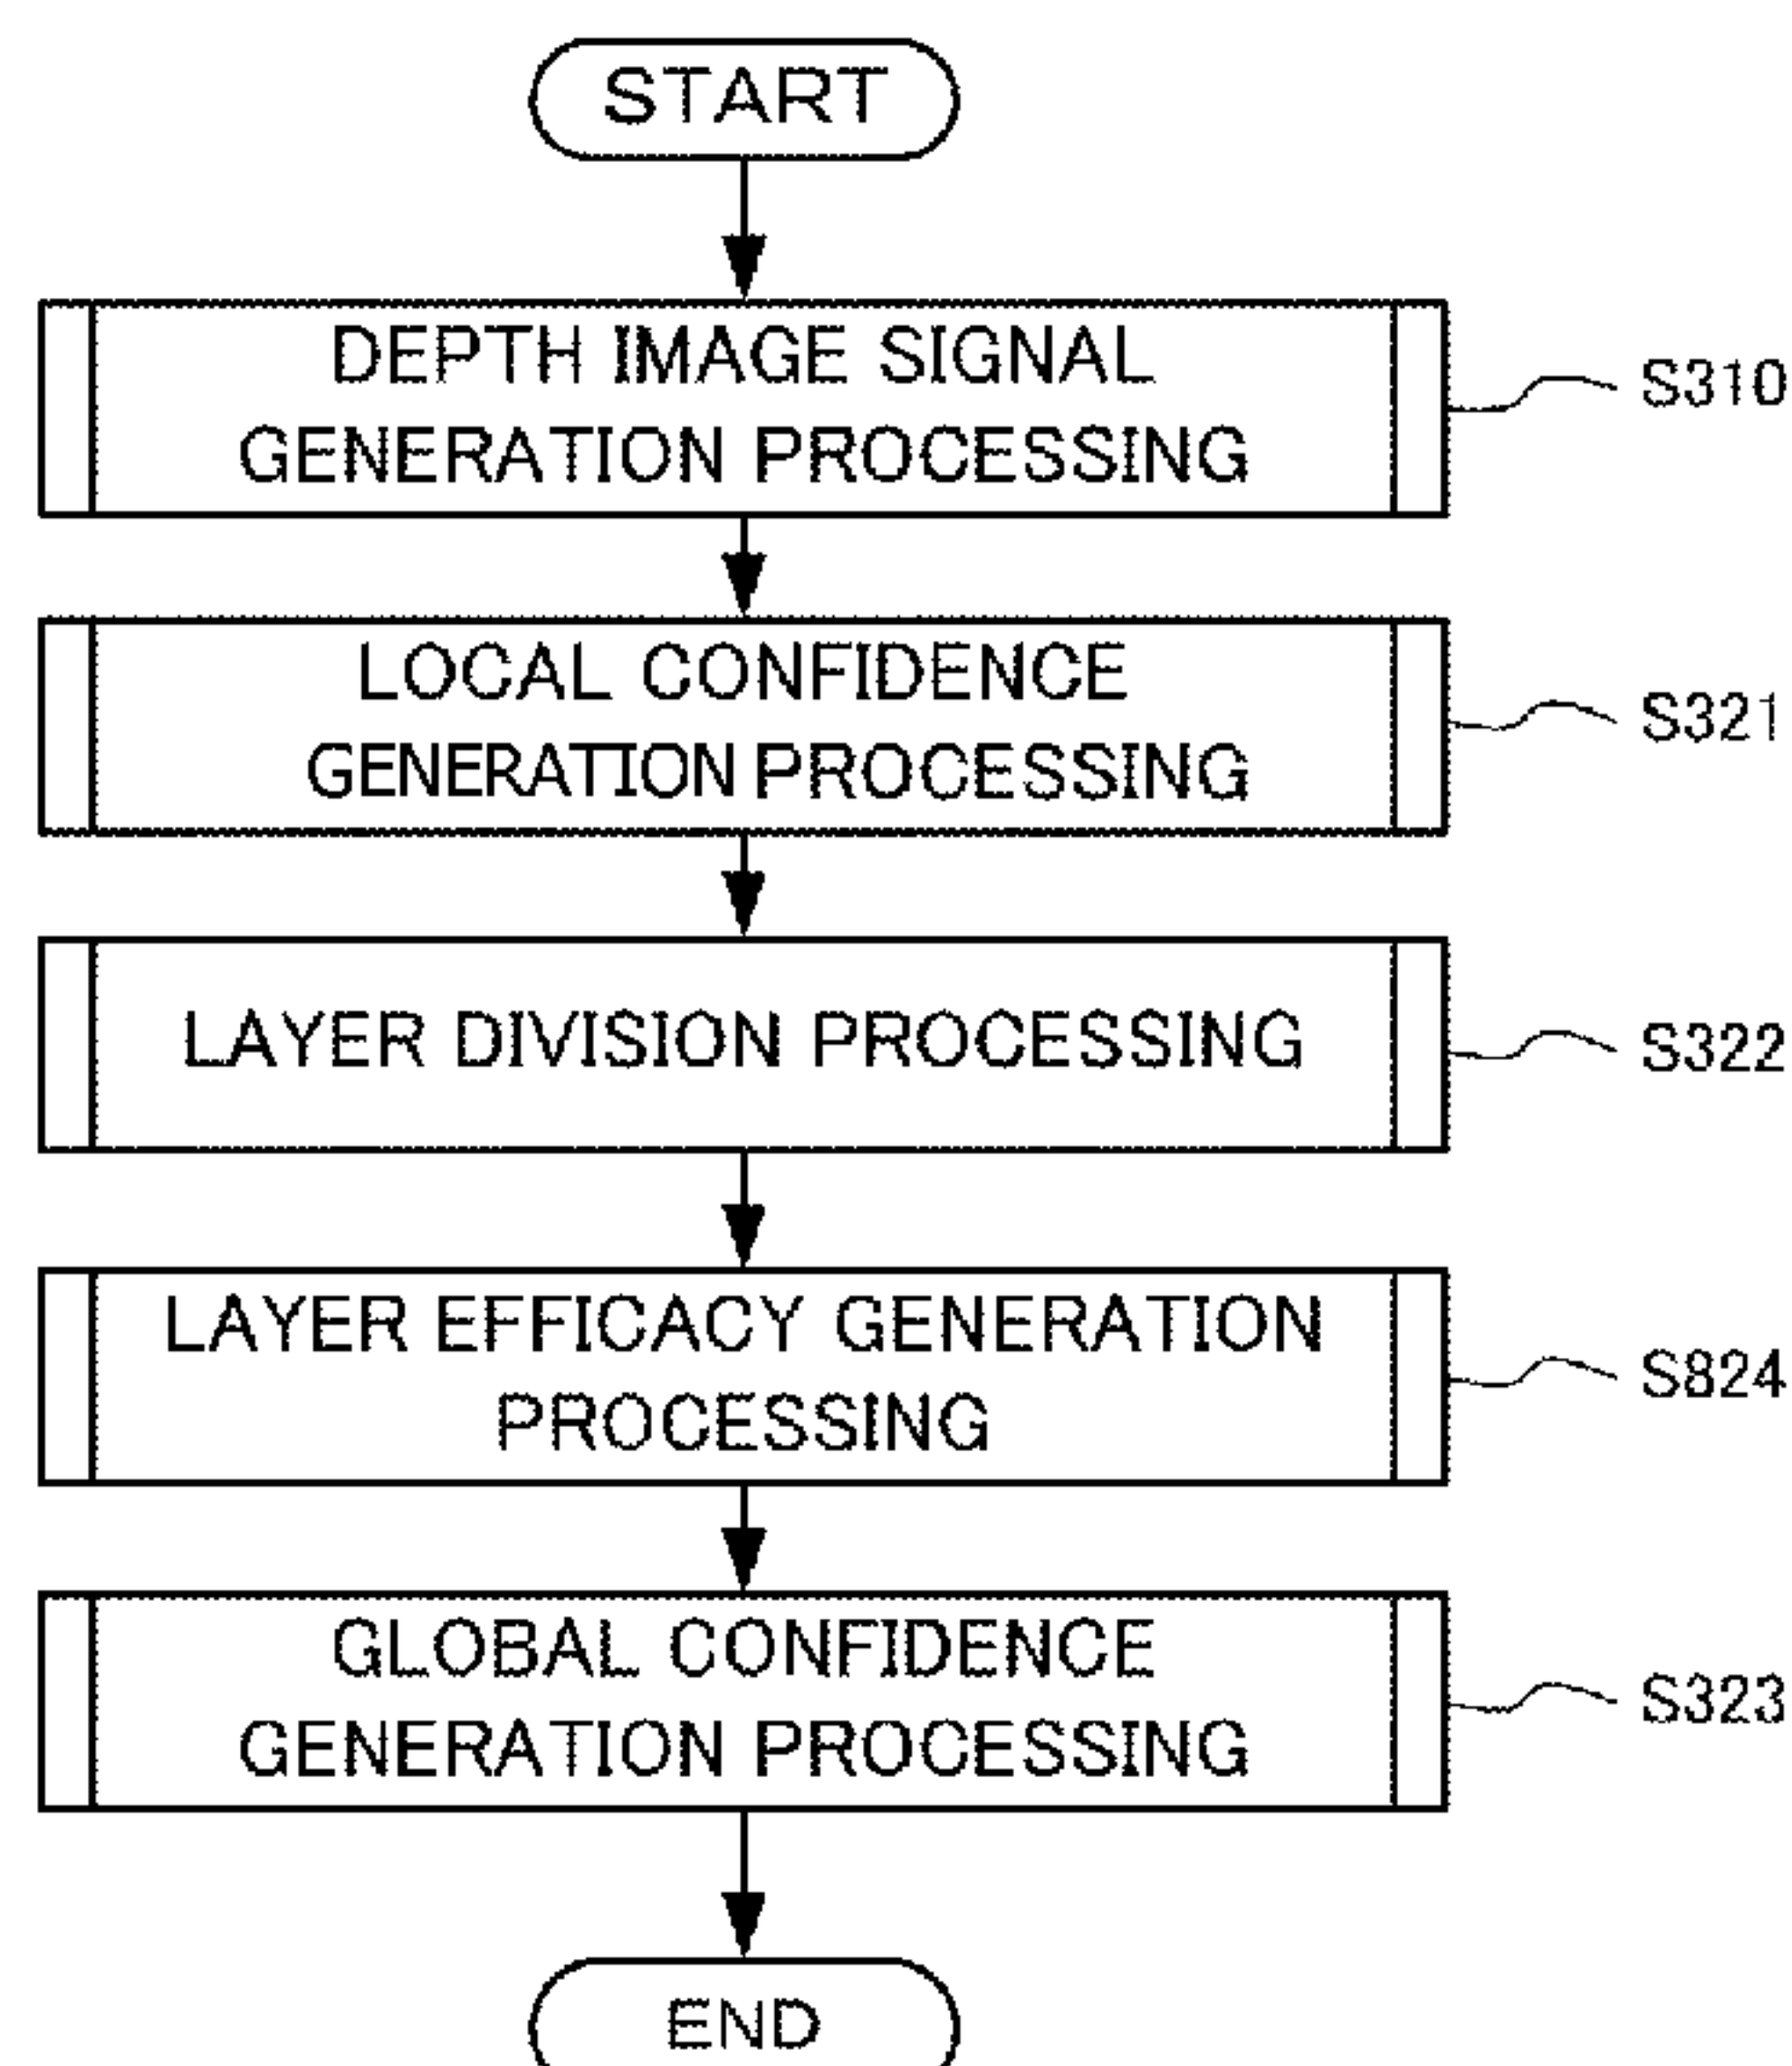 START
DEPTH IMAGE SIGNAL
GENERATION PROCESSING
S310
LOCAL CONFIDENCE
GENERATION PROCESSING
S321
LAYER DIVISION PROCESSING
S322
LAYER EFFICACY GENERATION
PROCESSING
S824
GLOBAL CONFIDENCE
GENERATION PROCESSING
S323
END